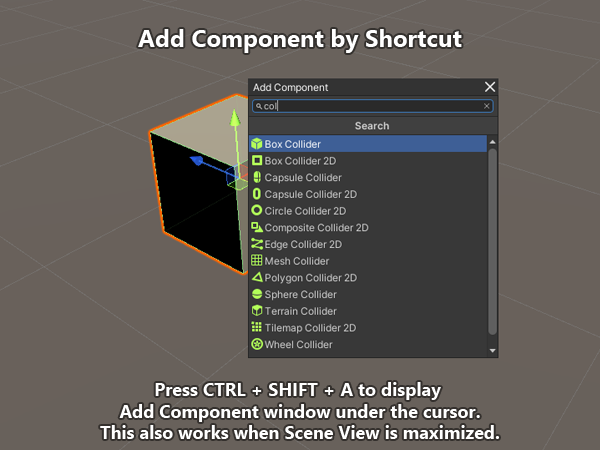 Add Component by Shortcut
Add Component
col
Search
Box Collider
Box Collider 2D
Capsule Collider
Capsule Collider 2D
Circle Collider 2D
Composite Collider 2D
Edge Collider 2D
Mesh Collider
Polygon Collider 2D
Sphere Collider
Terrain Collider
Tilemap Collider 2D
Wheel Collider
Press CTRL + SHIFT + A to display
Add Component window under the cursor.
This also works when Scene View is maximized.